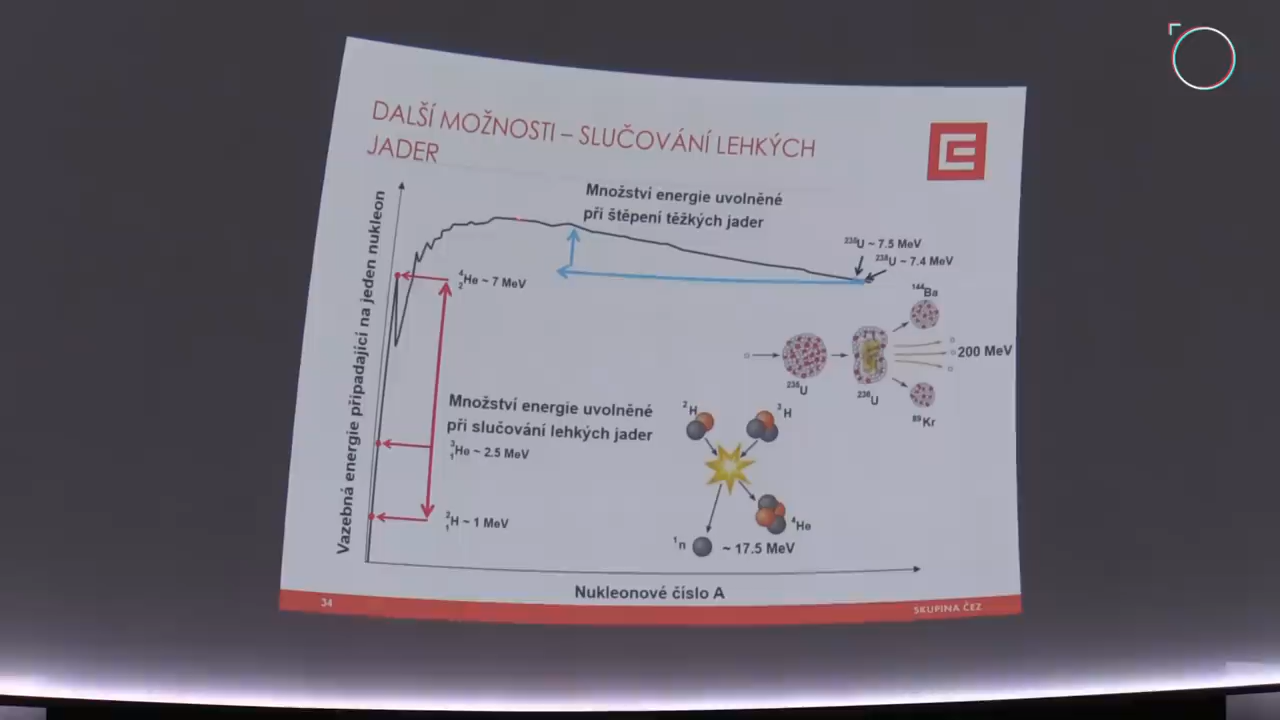 DALŠÍ MOŽNOSTI – SLUČOVÁNÍ LEHKÝCH
JADER
Vazebná energie připadající na jeden nukleon
Množství energie uvolněné
při štěpení těžkých jader
²³⁵U ~ 7.5 MeV
²³⁸U ~ 7.4 MeV
⁴₂He ~ 7 MeV
¹⁴⁴Ba
200 MeV
²³⁵U
²³⁶U
⁸⁹Kr
Množství energie uvolněné
při slučování lehkých jader
³₁He ~ 2.5 MeV
²H
³H
²₁H ~ 1 MeV
⁴He
¹n
~ 17.5 MeV
Nukleonové číslo A
34
SKUPINA ČEZ